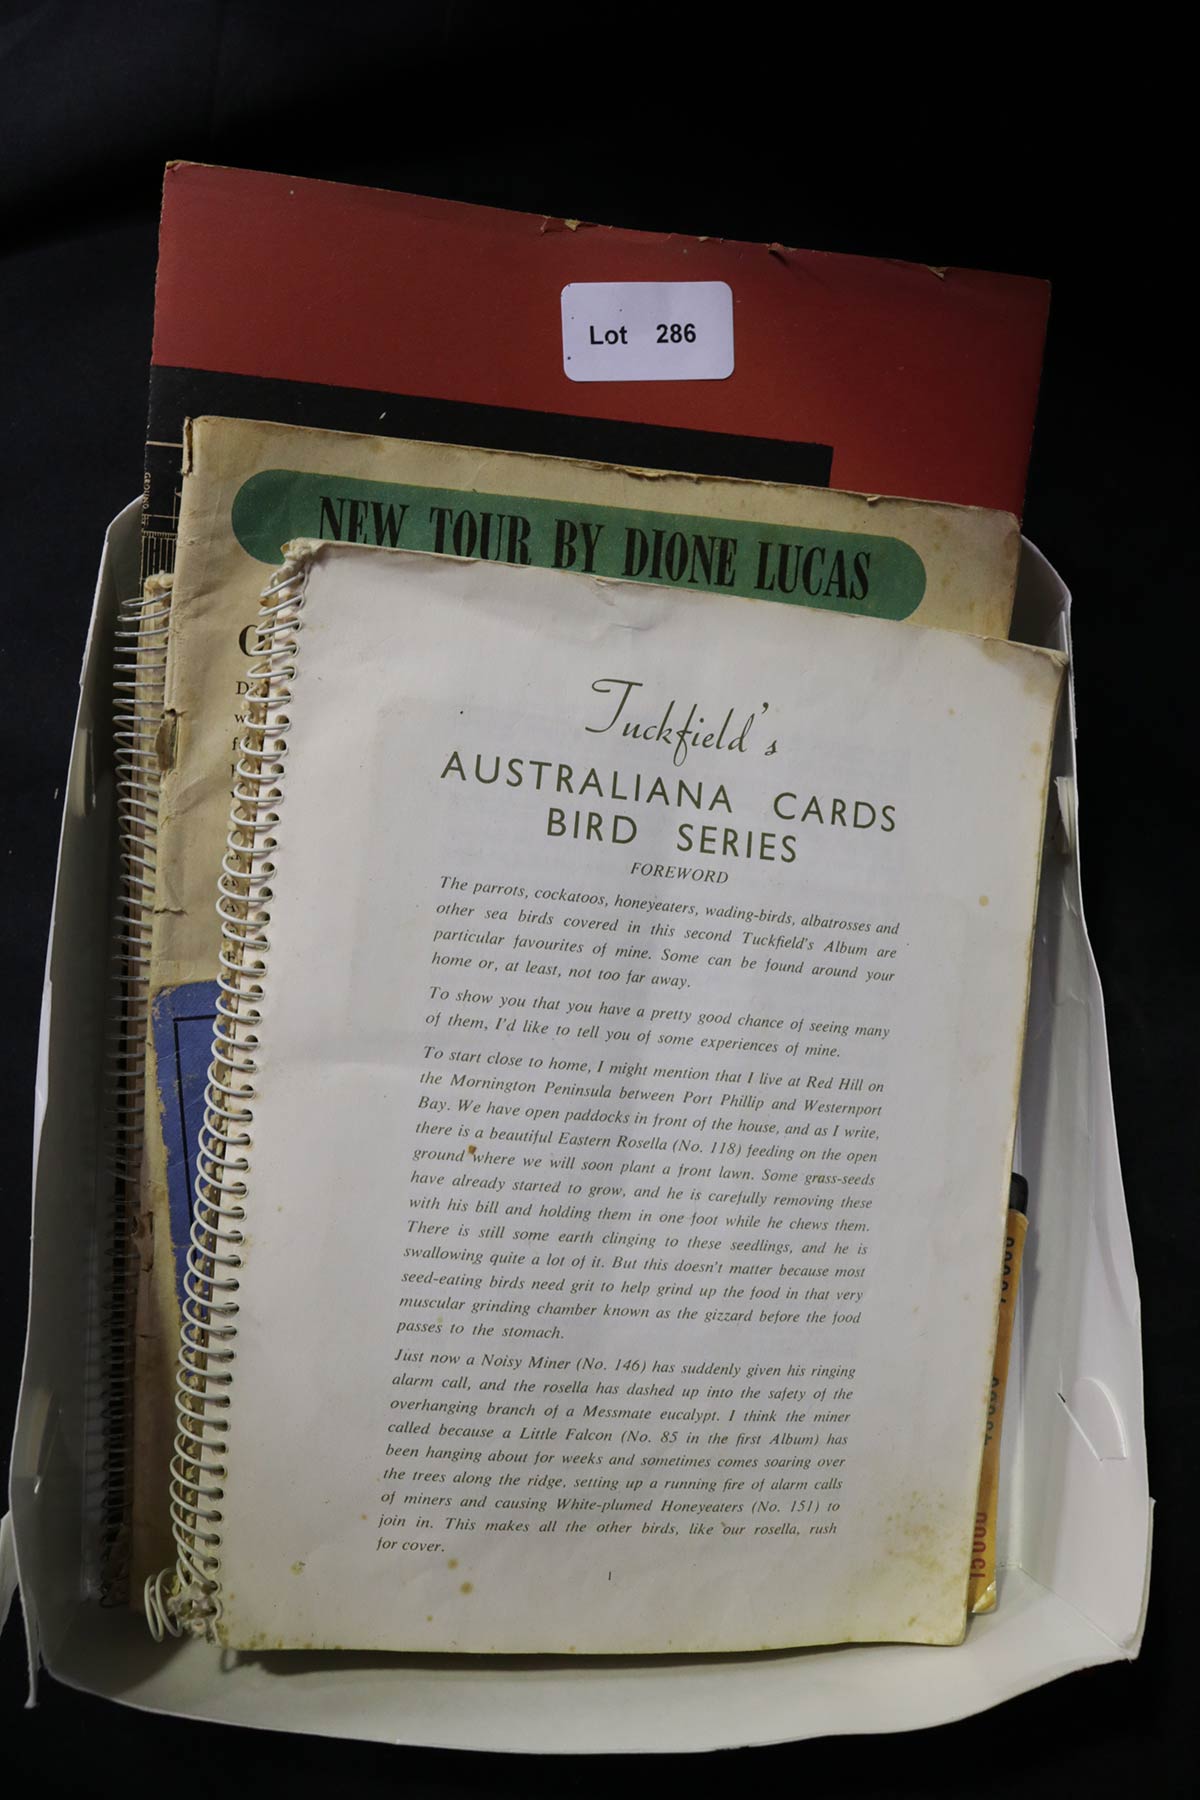 Lot 286
GROUND
NEW TOUR BY DIONE LUCAS
Tuckfield's
AUSTRALIANA CARDS
BIRD SERIES
FOREWORD
The parrots, cockatoos, honeyeaters, wading-birds, albatrosses and
other sea birds covered in this second Tuckfield's Album are
particular favourites of mine. Some can be found around your
home or, at least, not too far away.
To show you that you have a pretty good chance of seeing many
of them, I'd like to tell you of some experiences of mine.
To start close to home, I might mention that I live at Red Hill on
the Mornington Peninsula between Port Phillip and Westernport
Bay. We have open paddocks in front of the house, and as I write,
there is a beautiful Eastern Rosella (No. 118) feeding on the open
ground where we will soon plant a front lawn. Some grass-seeds
have already started to grow, and he is carefully removing these
with his bill and holding them in one foot while he chews them.
There is still some earth clinging to these seedlings, and he is
swallowing quite a lot of it. But this doesn't matter because most
seed-eating birds need grit to help grind up the food in that very
muscular grinding chamber known as the gizzard before the food
passes to the stomach.
Just now a Noisy Miner (No. 146) has suddenly given his ringing
alarm call, and the rosella has dashed up into the safety of the
overhanging branch of a Messmate eucalypt. I think the miner
called because a Little Falcon (No. 85 in the first Album) has
been hanging about for weeks and sometimes comes soaring over
the trees along the ridge, setting up a running fire of alarm calls
of miners and causing White-plumed Honeyeaters (No. 151) to
join in. This makes all the other birds, like our rosella, rush
for cover.
1